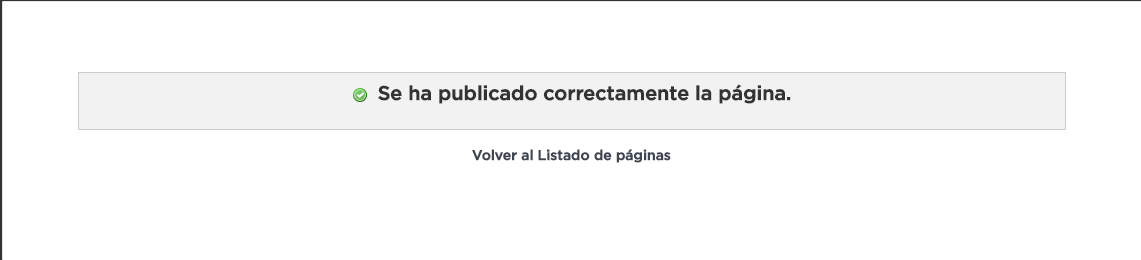 Se ha publicado correctamente la página.
Volver al Listado de páginas